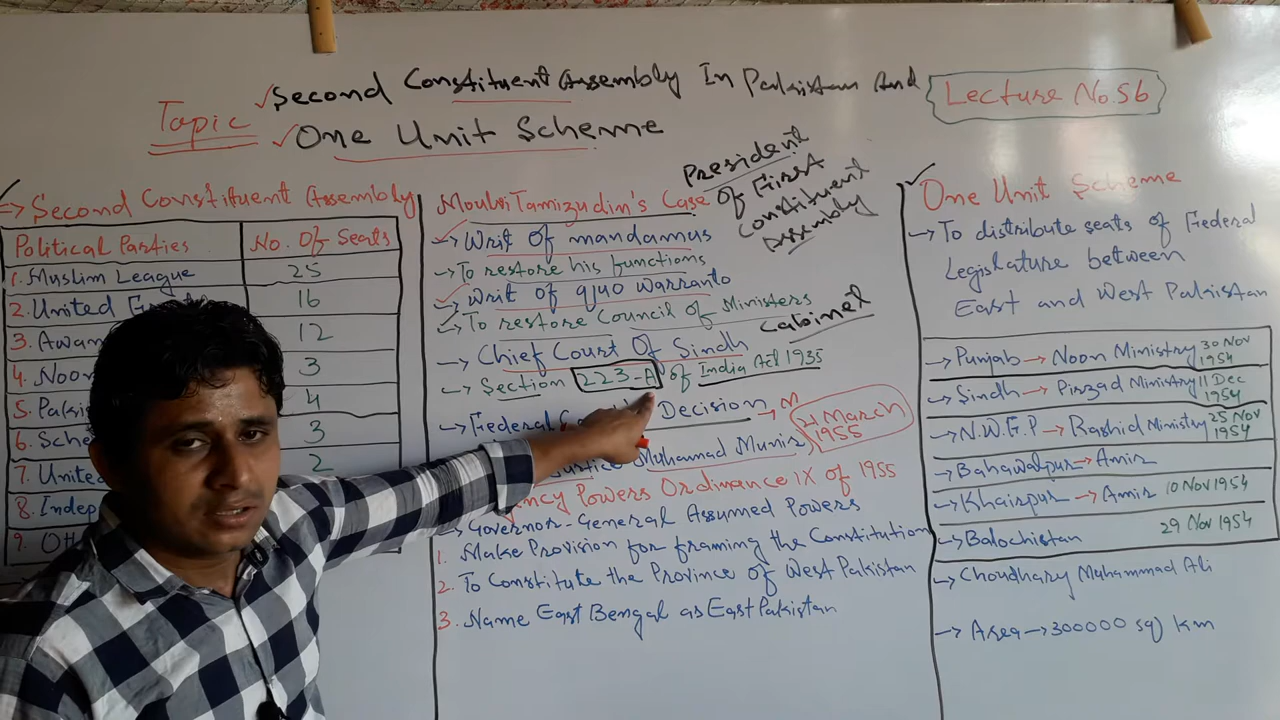 Topic
Second Constituent Assembly In Pakistan And
One Unit Scheme
Lecture No.56
Second Constituent Assembly
Political Parties No. Of Seats
1. Muslim League 25
2. United 16
3. Awam 12
4. Noon 3
5. Pakis 4
6. Sche 3
7. United 2
8. Indep
9. Oth
Moulvi Tamizudin's Case
President
Of First
Constituent
Assembly
→ Writ Of mandamus
→ To restore his functions
→ Writ Of qjuo warranto
→ To restore Council of Ministers
Cabinet
→ Chief Court Of Sindh
→ Section 223-A of India Act 1935
→ Federal Decision →
21 March
1955
Muhamad Munir
ency Powers Ordinance IX of 1955
→ Governor-General Assumed Powers
1. Make Provision for framing the Constitution
2. To Constitute the Province of West Pakistan
3. Name East Bengal as East Pakistan
One Unit Scheme
→ To distribute seats of Federal
Legislature between
East and West Pakistan
→ Punjab → Noon Ministry 30 Nov 1954
→ Sindh → Pirzad Ministry 11 Dec 1954
→ N.W.F.P → Rashid Ministry 25 Nov 1954
→ Bahawalpur → Amir
→ Khairpur → Amir 10 Nov 1954
→ Balochistan 29 Nov 1954
→ Choudhary Muhammad Ali
→ Area → 300000 sq km